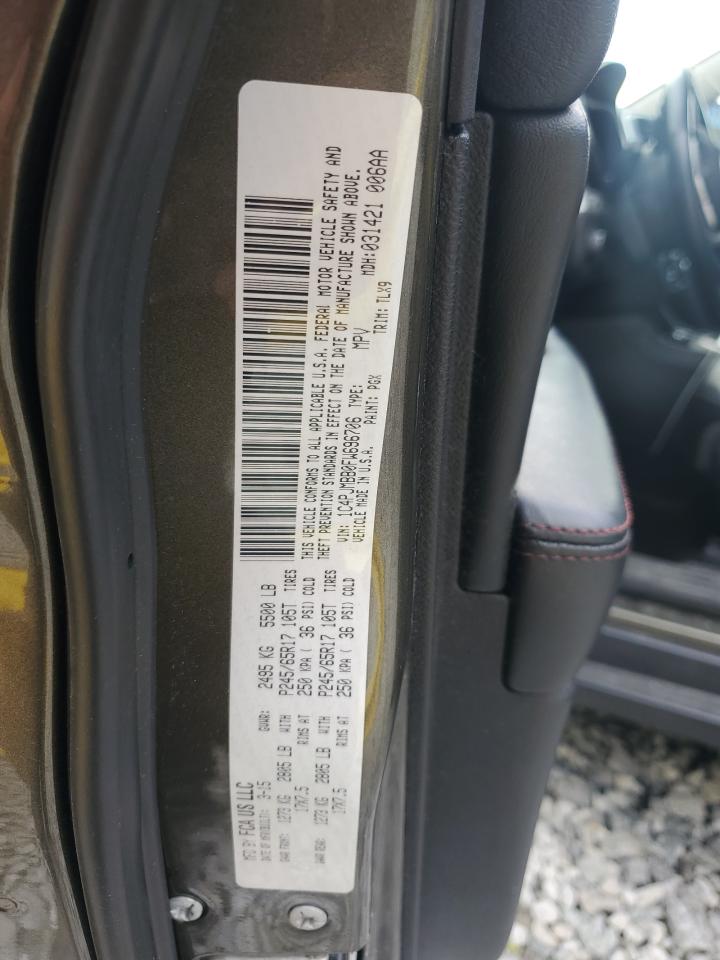 MFD BY FCA US LLC
DATE OF MFR(BUILT): 3-15 GVWR: 2495 KG 5500 LB
GAWR FRONT: 1273 KG 2805 LB WITH P245/65R17 105T TIRES
17X7.5 RIMS AT 250 KPA ( 36 PSI) COLD
GAWR REAR: 1273 KG 2805 LB WITH P245/65R17 105T TIRES
17X7.5 RIMS AT 250 KPA ( 36 PSI) COLD
THIS VEHICLE CONFORMS TO ALL APPLICABLE U.S.A. FEDERAL MOTOR VEHICLE SAFETY AND
THEFT PREVENTION STANDARDS IN EFFECT ON THE DATE OF MANUFACTURE SHOWN ABOVE.
VIN: 1C4PJMBB0FW696706 TYPE: MPV MDH:031421 006AA
VEHICLE MADE IN U.S.A. PAINT: PGX TRIM: TLX9